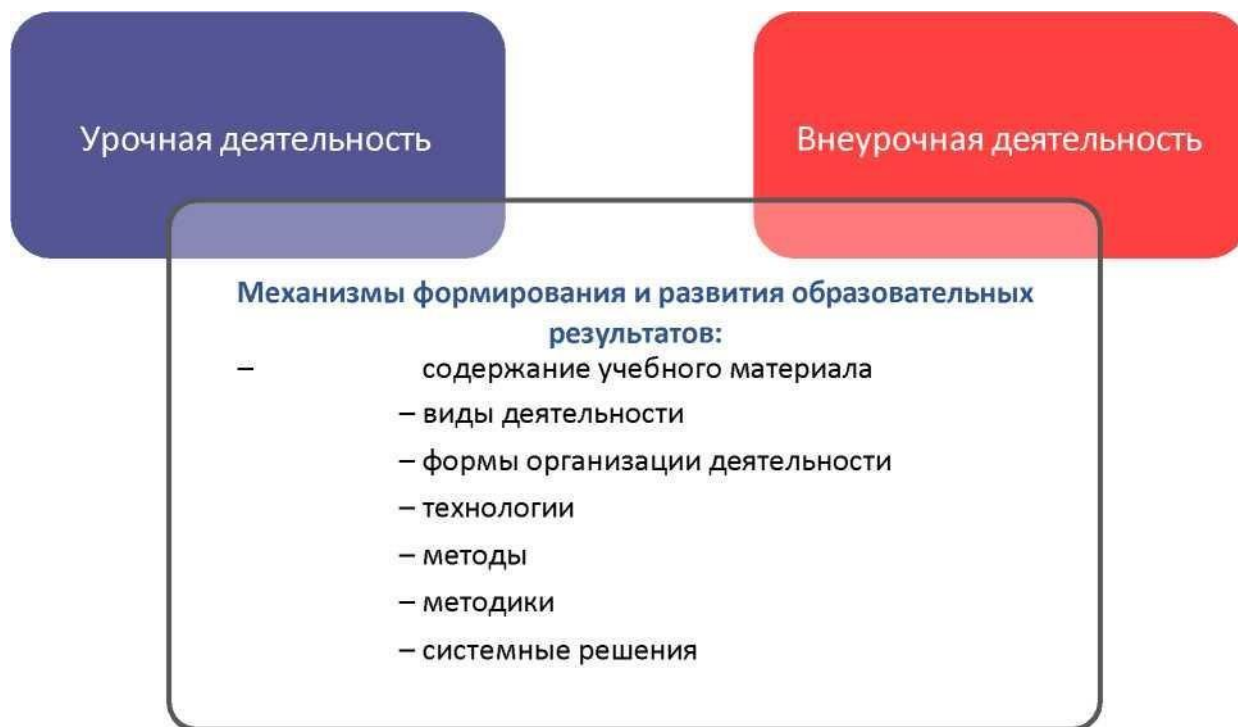 Урочная деятельность
Внеурочная деятельность
Механизмы формирования и развития образовательных
результатов:
– содержание учебного материала
– виды деятельности
– формы организации деятельности
– технологии
– методы
– методики
– системные решения